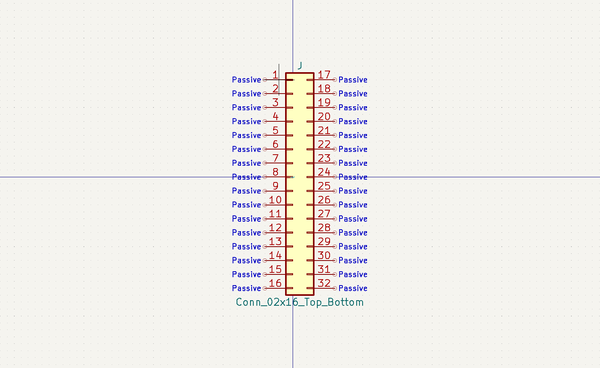 J
Passive 1 17 Passive
Passive 2 18 Passive
Passive 3 19 Passive
Passive 4 20 Passive
Passive 5 21 Passive
Passive 6 22 Passive
Passive 7 23 Passive
Passive 8 24 Passive
Passive 9 25 Passive
Passive 10 26 Passive
Passive 11 27 Passive
Passive 12 28 Passive
Passive 13 29 Passive
Passive 14 30 Passive
Passive 15 31 Passive
Passive 16 32 Passive
Conn_02x16_Top_Bottom